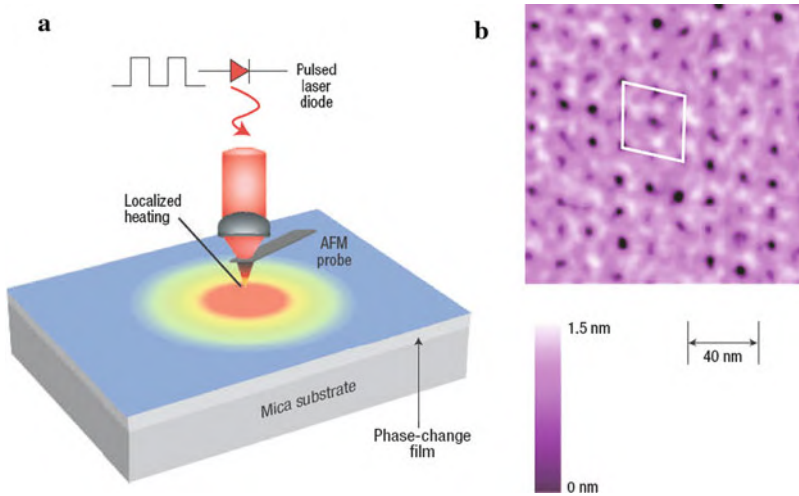 a
Pulsed
laser
diode
Localized
heating
AFM
probe
Mica substrate
Phase-change
film
b
1.5 nm
0 nm
40 nm